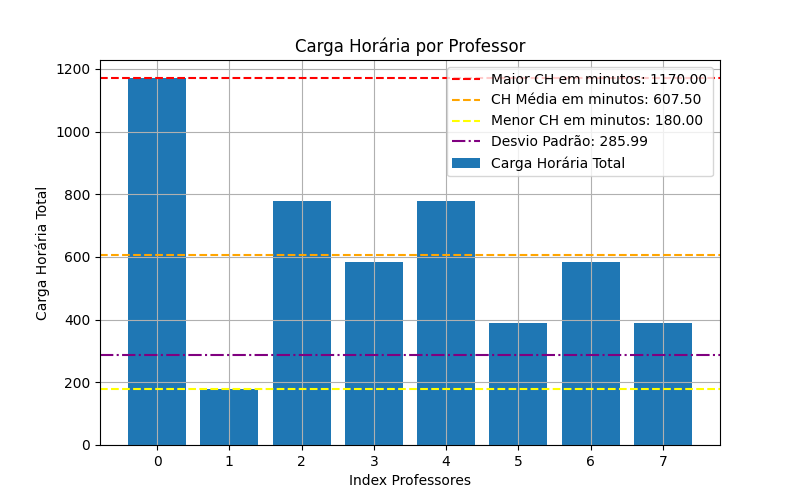 Carga Horária por Professor
Maior CH em minutos: 1170.00
CH Média em minutos: 607.50
Menor CH em minutos: 180.00
Desvio Padrão: 285.99
Carga Horária Total
Carga Horária Total
1200
1000
800
600
400
200
0
0 1 2 3 4 5 6 7
Index Professores